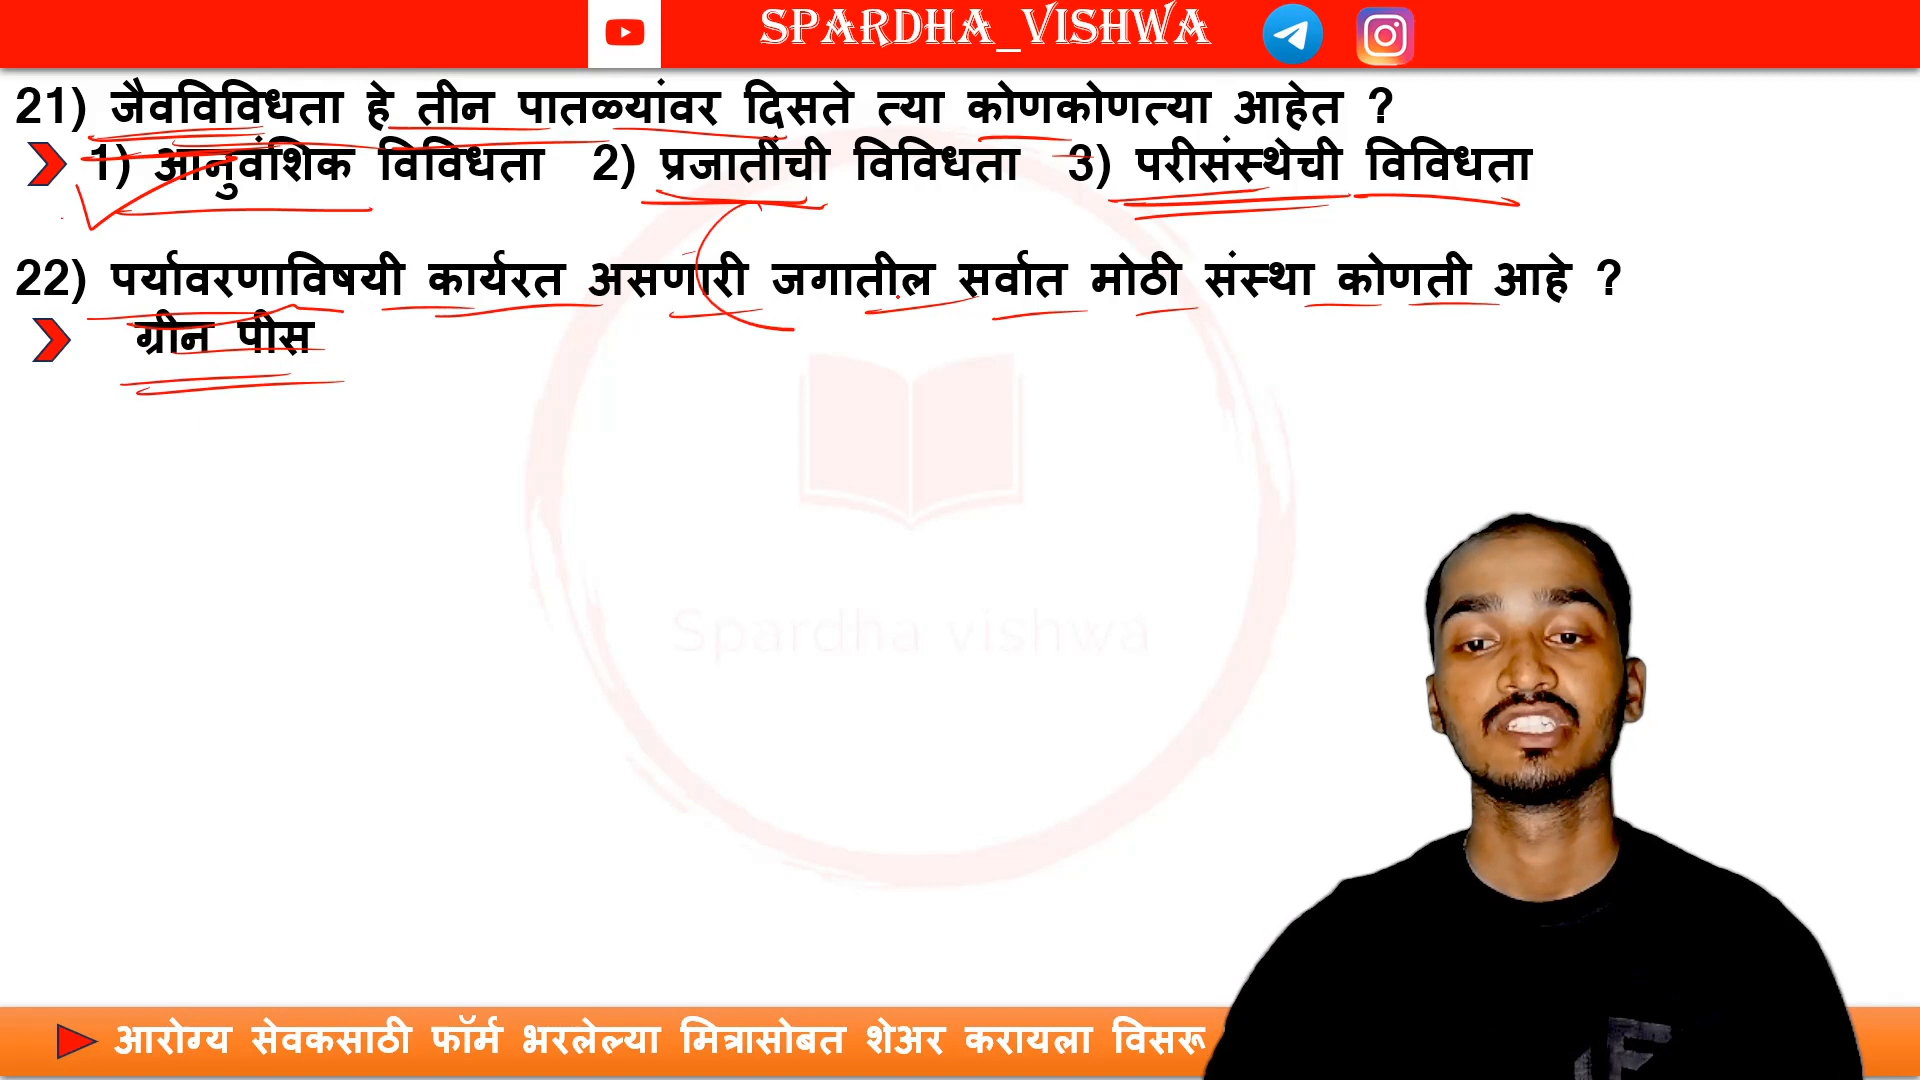 SPARDHA_VISHWA
21) जैवविविधता हे तीन पातळ्यांवर दिसते त्या कोणकोणत्या आहेत ?
1) आनुवंशिक विविधता 2) प्रजातींची विविधता 3) परीसंस्थेची विविधता
22) पर्यावरणाविषयी कार्यरत असणारी जगातील सर्वात मोठी संस्था कोणती आहे ?
ग्रीन पीस
Spardha vishwa
आरोग्य सेवकसाठी फॉर्म भरलेल्या मित्रासोबत शेअर करायला विसरू